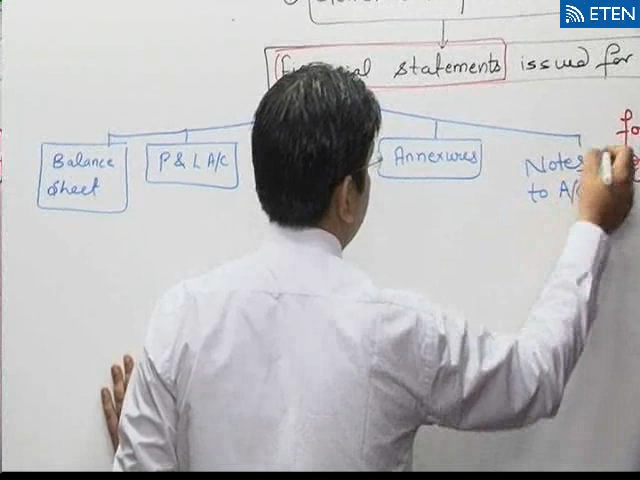 ETEN
statements issued for
Balance
Sheet
P & L A/C
Annexures
Notes
to A/